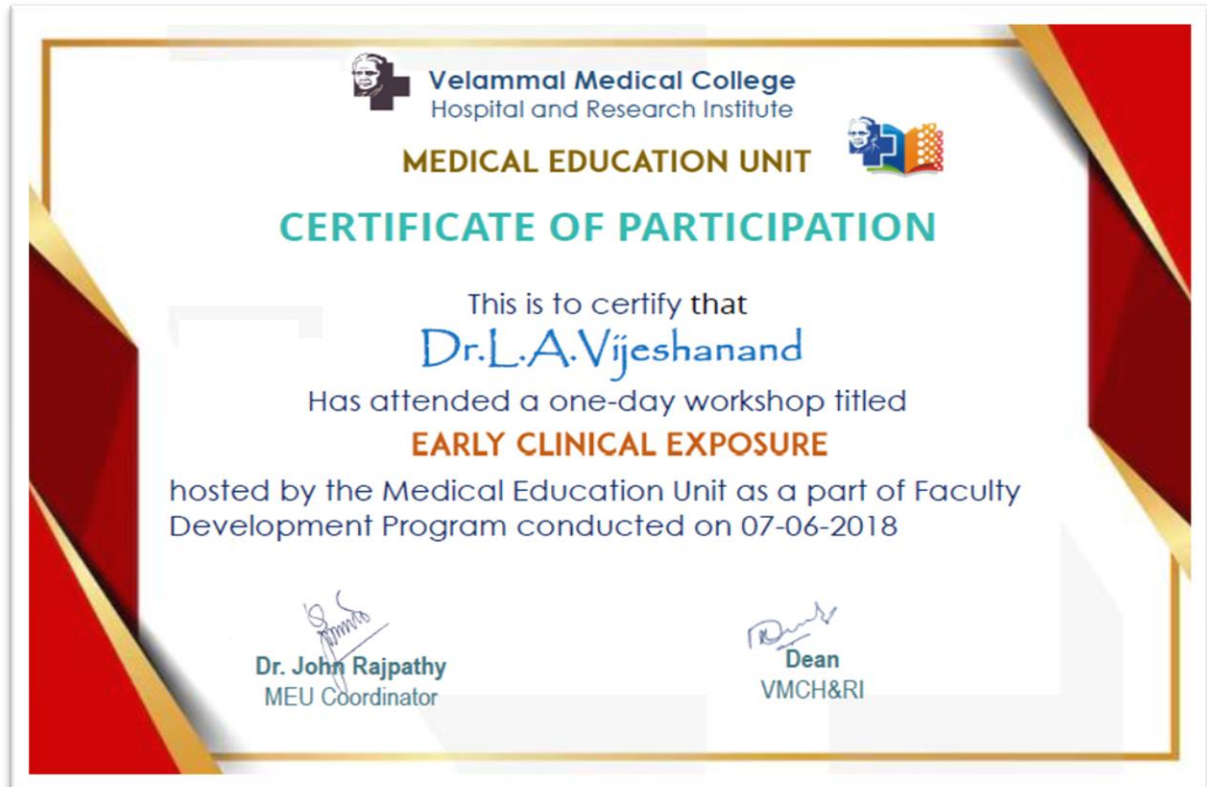 Velammal Medical College
Hospital and Research Institute
MEDICAL EDUCATION UNIT
CERTIFICATE OF PARTICIPATION
This is to certify that
Dr.L.A.Vijeshanand
Has attended a one-day workshop titled
EARLY CLINICAL EXPOSURE
hosted by the Medical Education Unit as a part of Faculty
Development Program conducted on 07-06-2018
Dr. John Rajpathy
MEU Coordinator
Dean
VMCH&RI